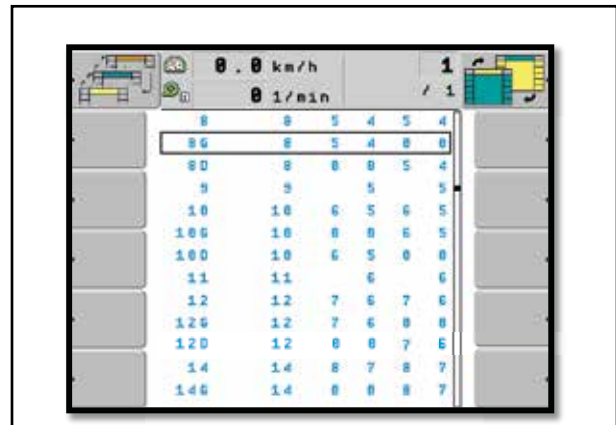 0.0 km/h 1
0 1/min / 1
8 8 5 4 5 4
8G 8 5 4 0 0
8D 8 0 0 5 4
9 9 5 5
10 10 6 5 6 5
10G 10 0 0 6 5
10D 10 6 5 0 0
11 11 6 6
12 12 7 6 7 6
12G 12 7 6 0 0
12D 12 0 0 7 6
14 14 8 7 8 7
14G 14 0 0 8 7